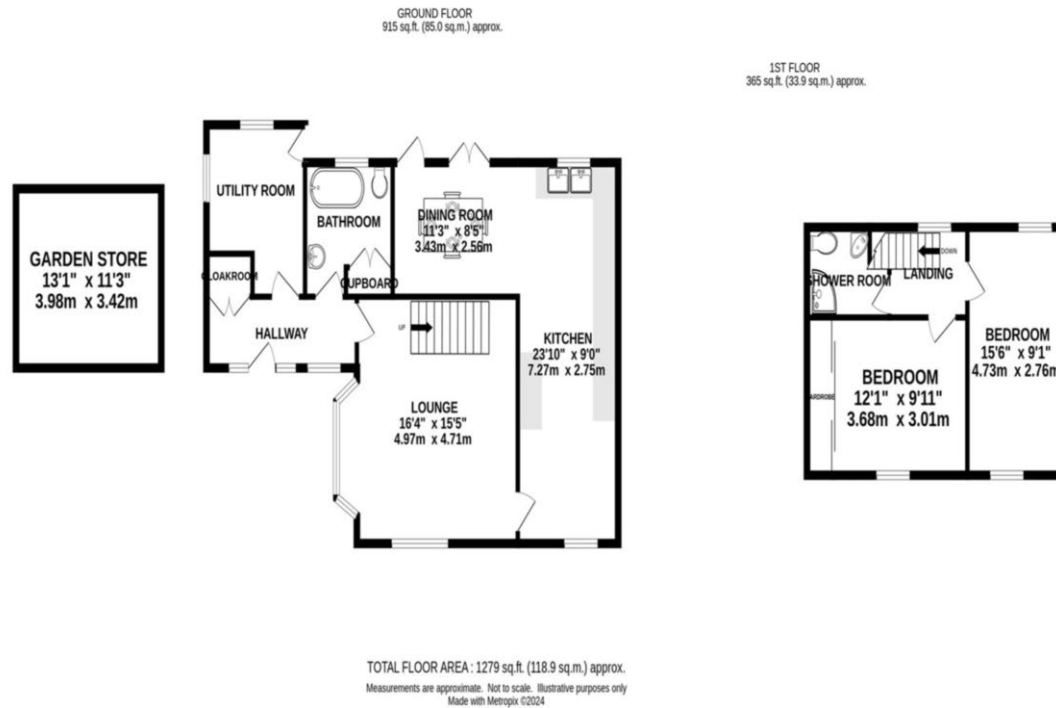 GROUND FLOOR
915 sq.ft. (85.0 sq.m.) approx.
1ST FLOOR
365 sq.ft. (33.9 sq.m.) approx.
UTILITY ROOM
BATHROOM
DINING ROOM
11'3" x 8'5"
3.43m x 2.56m
GARDEN STORE
13'1" x 11'3"
3.98m x 3.42m
CLOAKROOM
CUPBOARD
HALLWAY
UP
KITCHEN
23'10" x 9'0"
7.27m x 2.75m
LOUNGE
16'4" x 15'5"
4.97m x 4.71m
DOWN
LANDING
SHOWER ROOM
BEDROOM
15'6" x 9'1"
4.73m x 2.76m
BEDROOM
12'1" x 9'11"
3.68m x 3.01m
ARDROBE
TOTAL FLOOR AREA : 1279 sq.ft. (118.9 sq.m.) approx.
Measurements are approximate. Not to scale. Illustrative purposes only
Made with Metropix ©2024